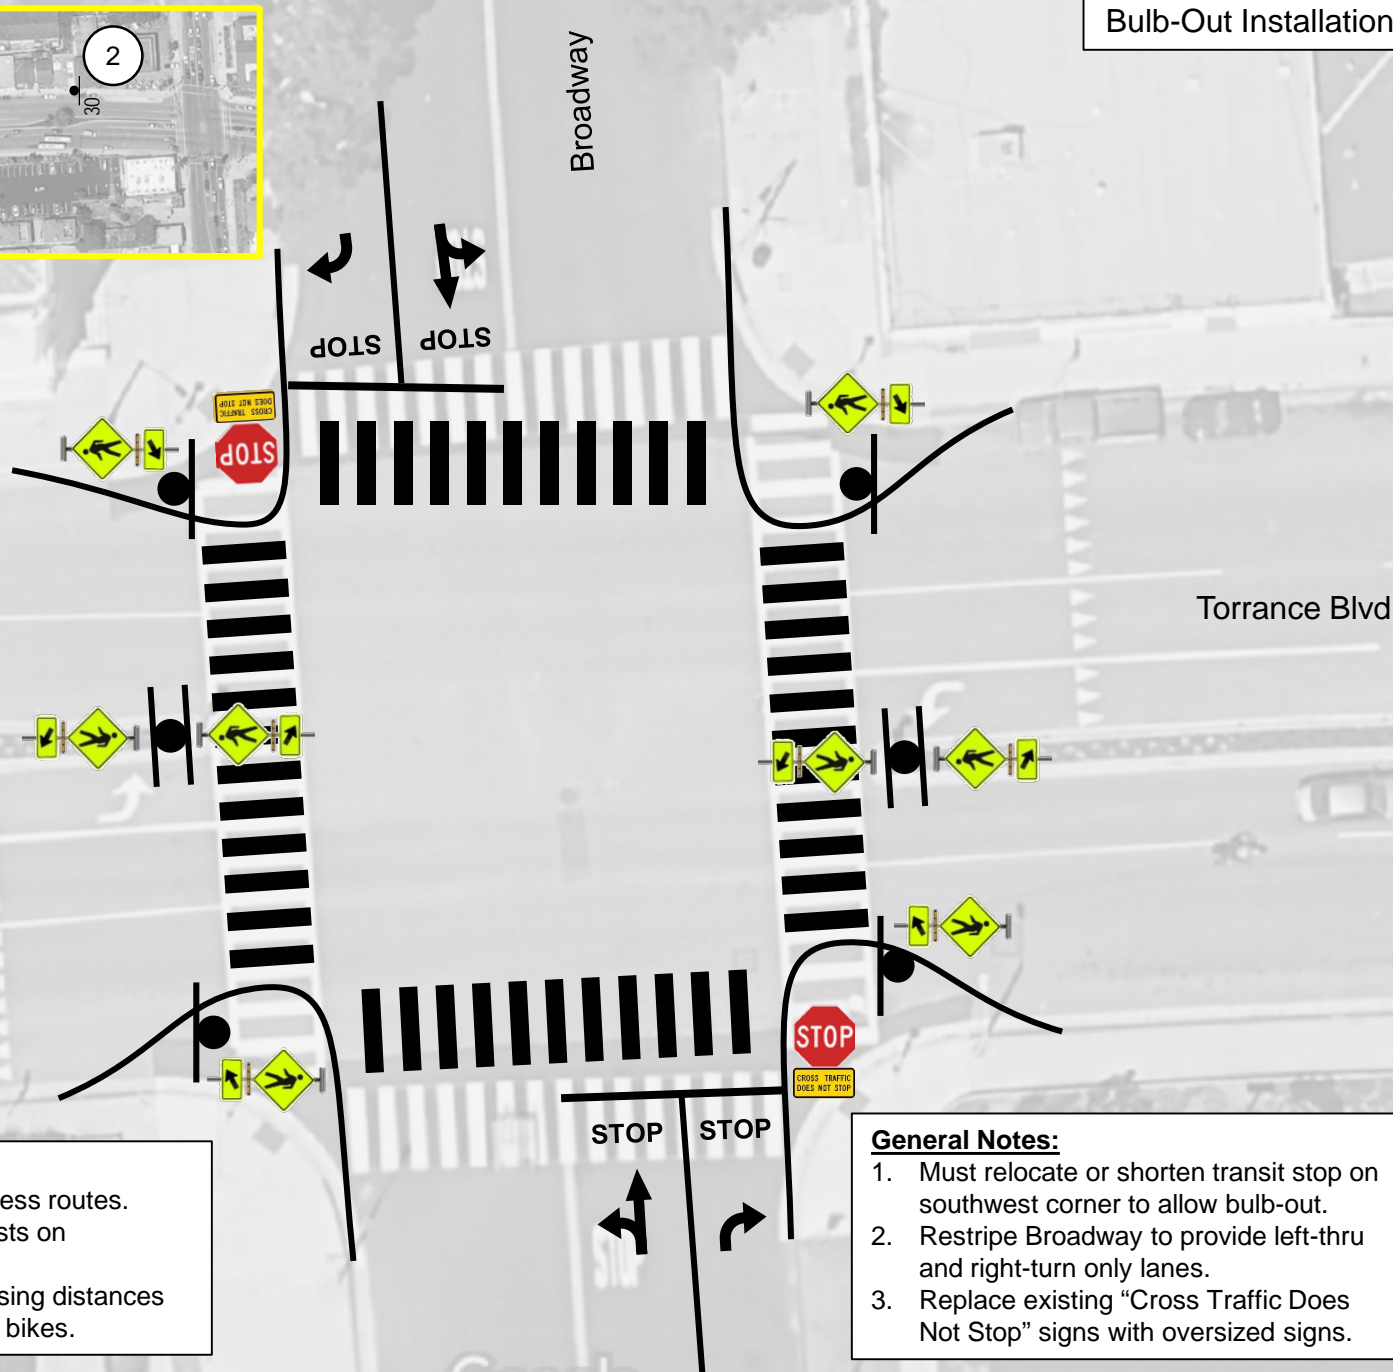 Bulb-Out Installation
2
30
Broadway
STOP
STOP
CROSS TRAFFIC
DOES NOT STOP
STOP
Torrance Blvd
STOP
CROSS TRAFFIC
DOES NOT STOP
STOP
STOP
STOP
ess routes.
sts on
sing distances
bikes.
General Notes:
1. Must relocate or shorten transit stop on
southwest corner to allow bulb-out.
2. Restripe Broadway to provide left-thru
and right-turn only lanes.
3. Replace existing “Cross Traffic Does
Not Stop” signs with oversized signs.
Google